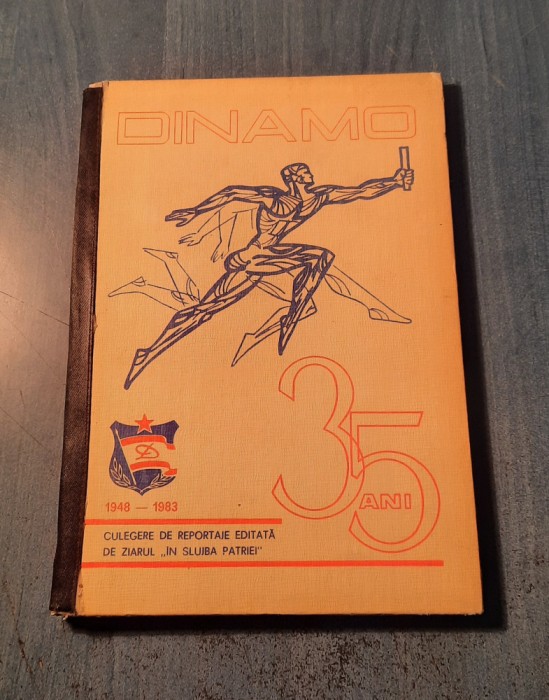 DINAMO
35
ANI
1948 — 1983
CULEGERE DE REPORTAJE EDITATĂ
DE ZIARUL „ÎN SLUJBA PATRIEI"